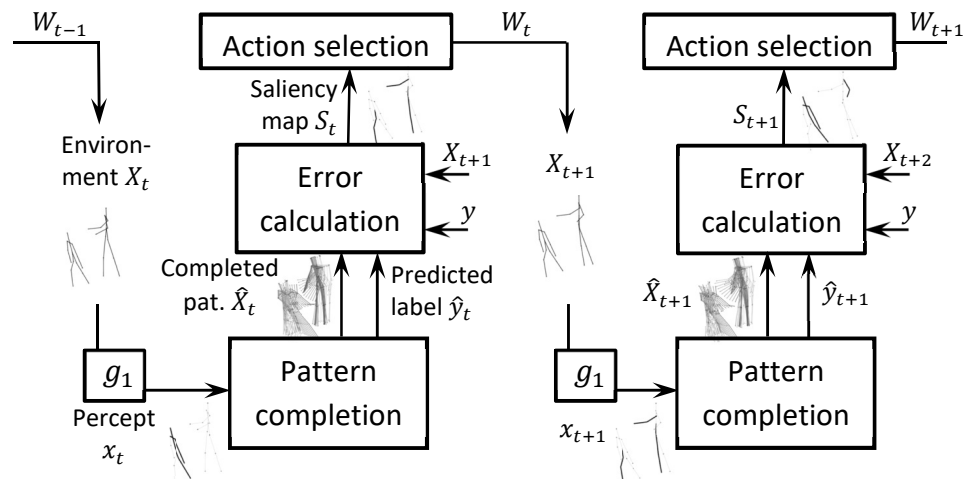 W_{t-1}
Action selection
W_t
Action selection
W_{t+1}
Saliency
map S_t
S_{t+1}
Environ-
ment X_t
Error
calculation
X_{t+1}
y
X_{t+1}
Error
calculation
X_{t+2}
y
Completed
pat. X̂_t
Predicted
label ŷ_t
X̂_{t+1}
ŷ_{t+1}
g_1
Pattern
completion
g_1
Pattern
completion
Percept
x_t
x_{t+1}